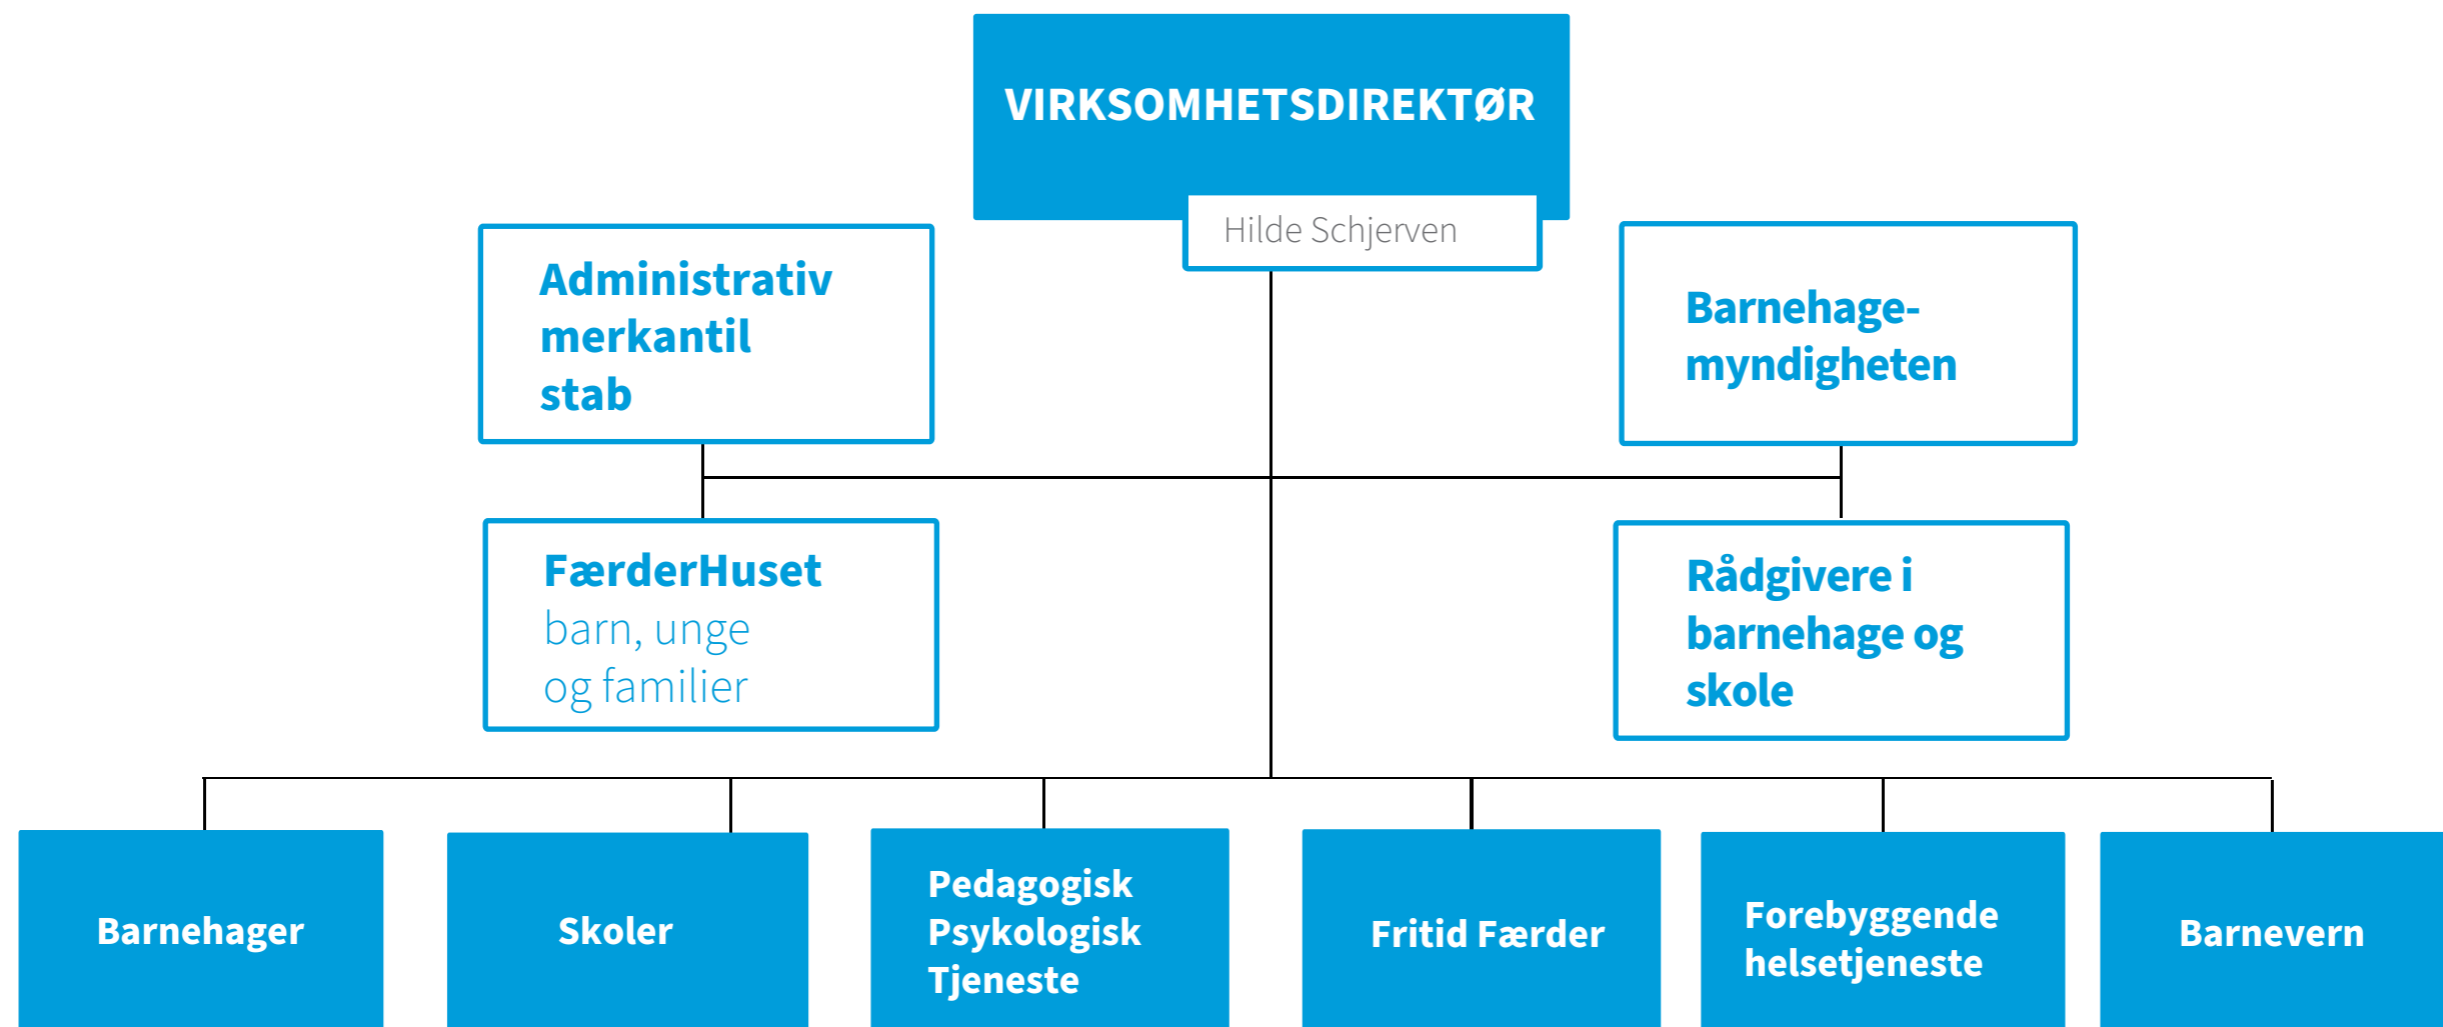 VIRKSOMHETSDIREKTØR
Hilde Schjerven
Administrativ
merkantil
stab
Barnehage-
myndigheten
FærderHuset
barn, unge
og familier
Rådgivere i
barnehage og
skole
Barnehager
Skoler
Pedagogisk
Psykologisk
Tjeneste
Fritid Færder
Forebyggende
helsetjeneste
Barnevern